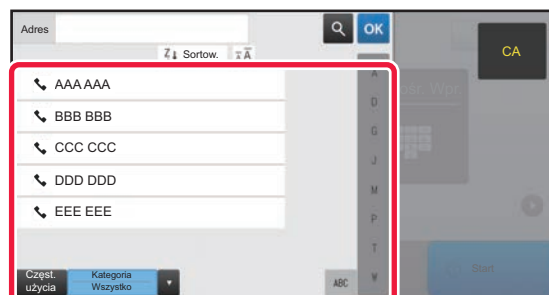 Adres
OK
CA
Z Sortow. A
AAA AAA
BBB BBB
CCC CCC
DDD DDD
EEE EEE
A
D
G
J
M
P
T
W
Częst.
użycia
Kategoria
Wszystko
ABC
Start